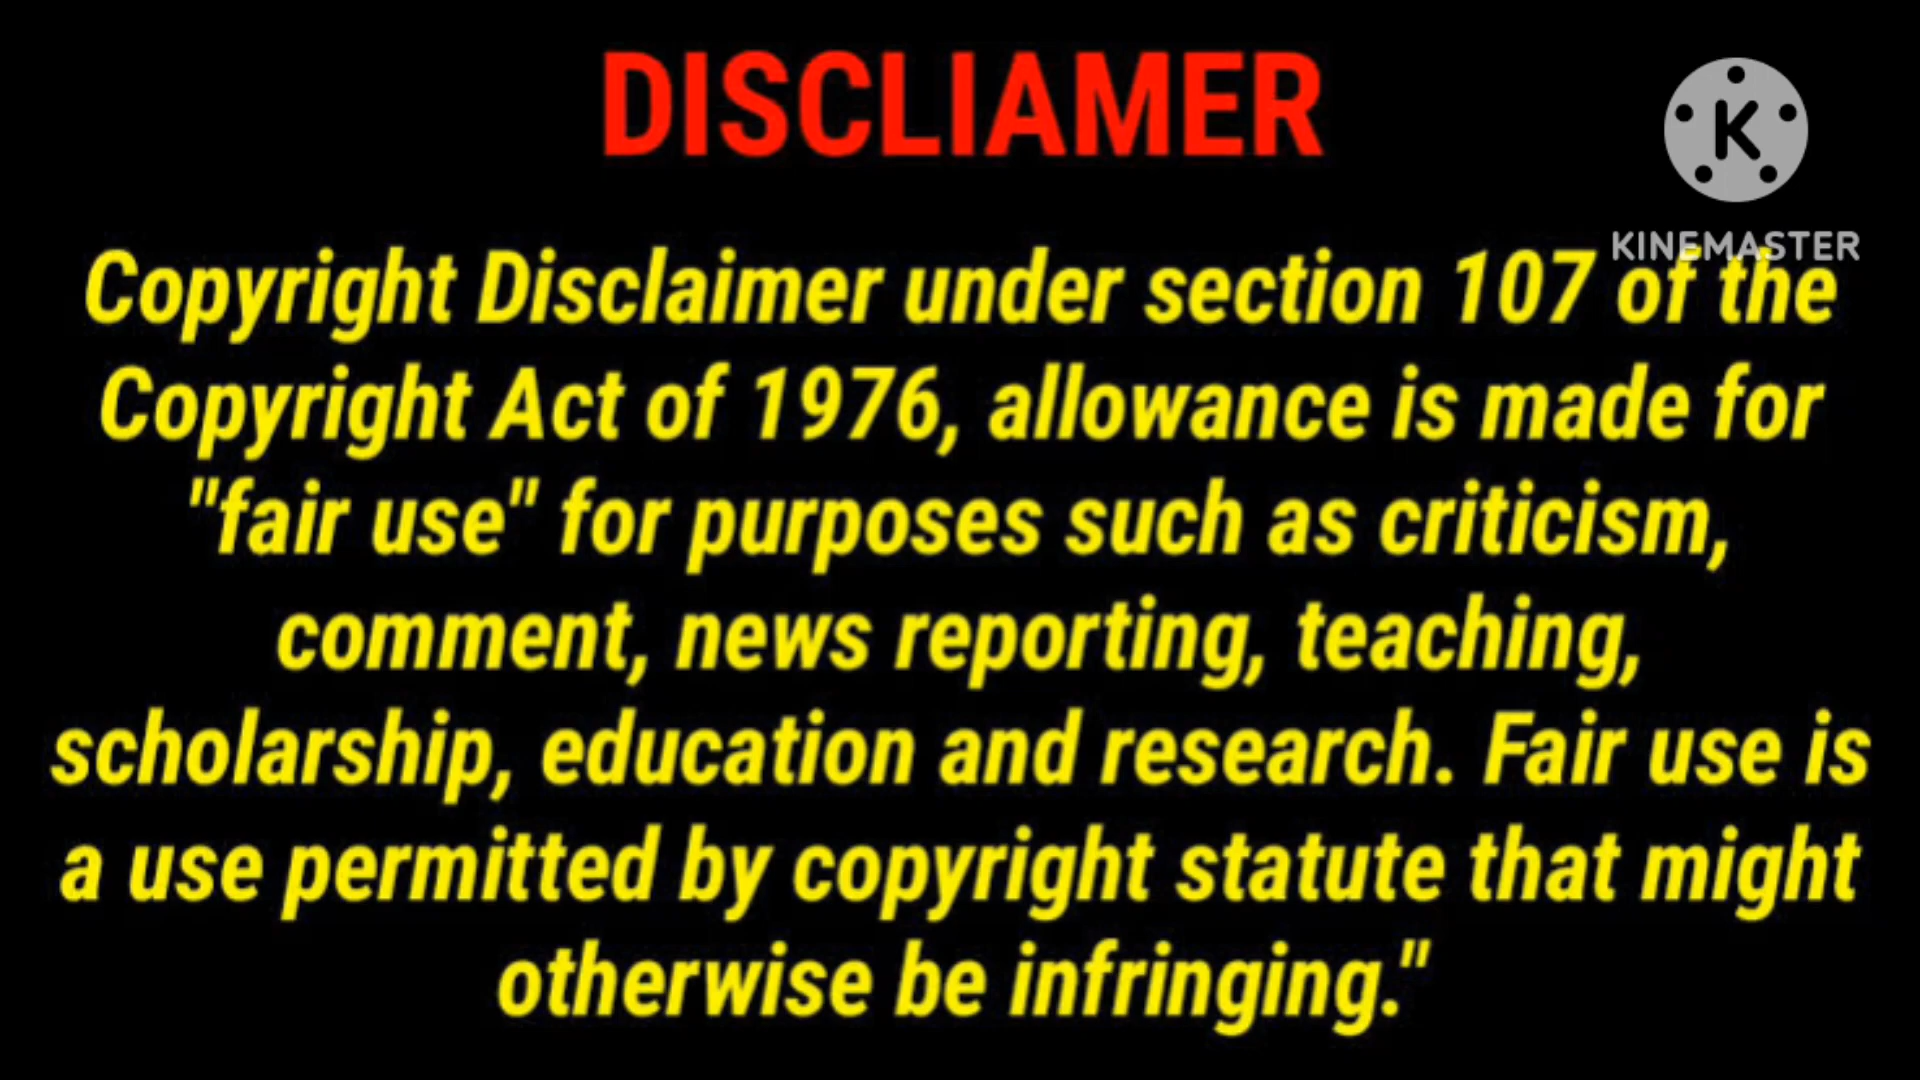 DISCLIAMER
K
KINEMASTER
Copyright Disclaimer under section 107 of the
Copyright Act of 1976, allowance is made for
"fair use" for purposes such as criticism,
comment, news reporting, teaching,
scholarship, education and research. Fair use is
a use permitted by copyright statute that might
otherwise be infringing."